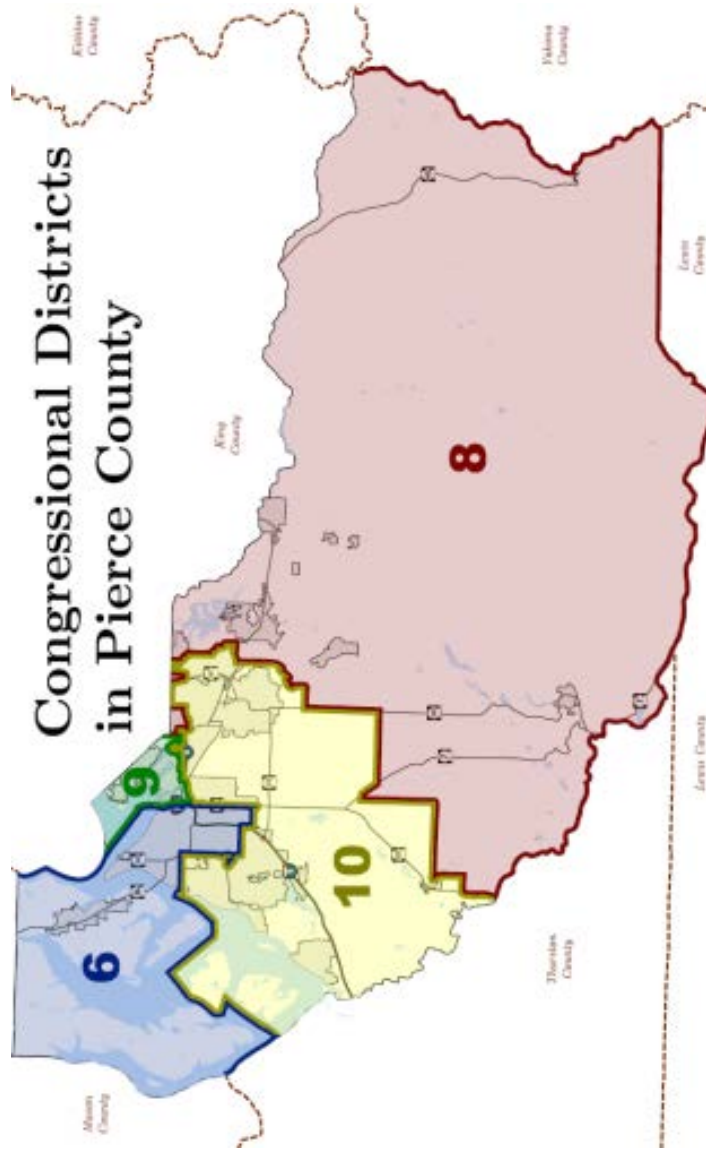 Congressional Districts
in Pierce County
Kittitas
County
Yakima
County
King
County
Lewis
County
9
8
6
10
Mason
County
Thurston
County
Lewis County